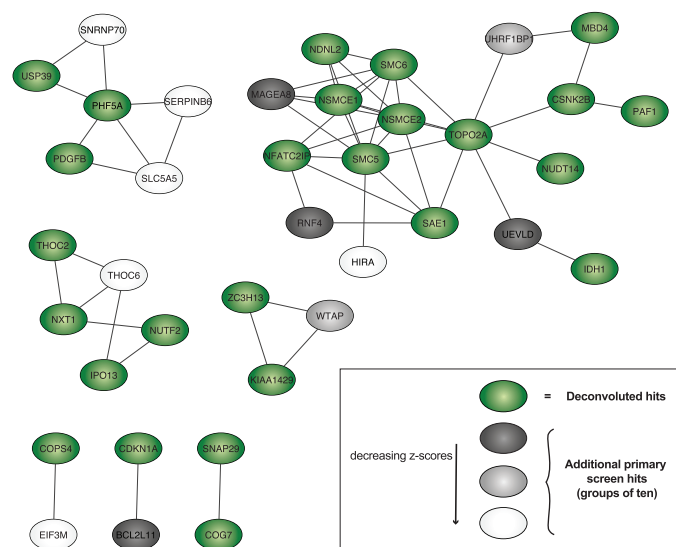 SNRNP70
USP39
PHF5A
SERPINB6
PDGFB
SLC5A5
NDNL2
SMC6
UHRF1BP1
MBD4
MAGEA8
NSMCE1
NSMCE2
CSNK2B
PAF1
TOPO2A
NFATC2IP
SMC5
NUDT14
RNF4
SAE1
UEVLD
HIRA
IDH1
THOC2
THOC6
NXT1
NUTF2
IPO13
ZC3H13
WTAP
KIAA1429
COPS4
CDKN1A
SNAP29
EIF3M
BCL2L11
COG7
= Deconvoluted hits
decreasing z-scores
Additional primary
screen hits
(groups of ten)